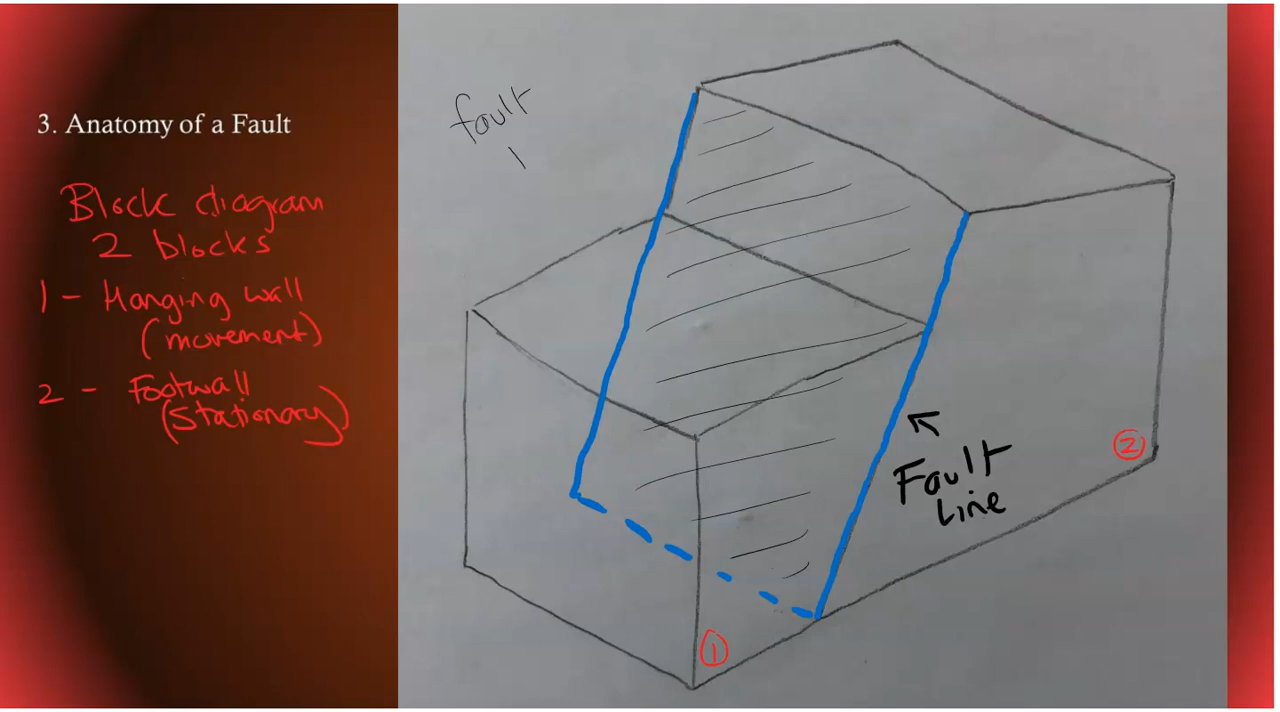 3. Anatomy of a Fault
Block diagram
2 blocks
1 - Hanging wall
(movement)
2 - Footwall
(stationary)
fault
1
Fault
Line
2
1